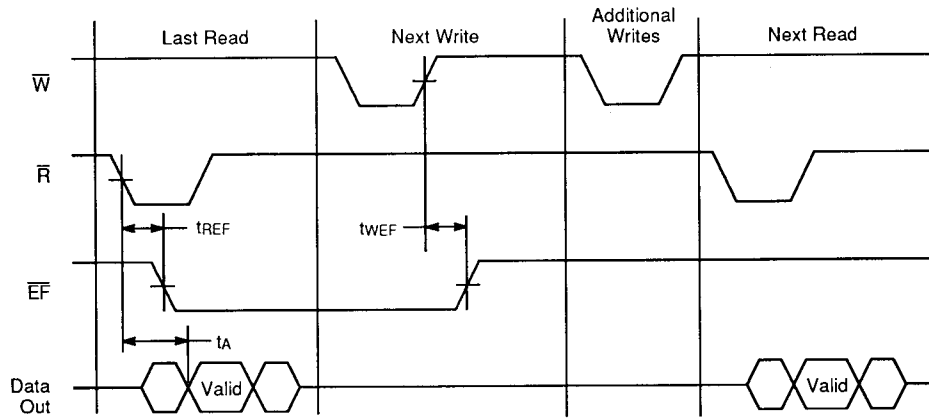 Last Read
Next Write
Additional
Writes
Next Read
W
R
tREF
tWEF
EF
tA
Data
Out
Valid
Valid